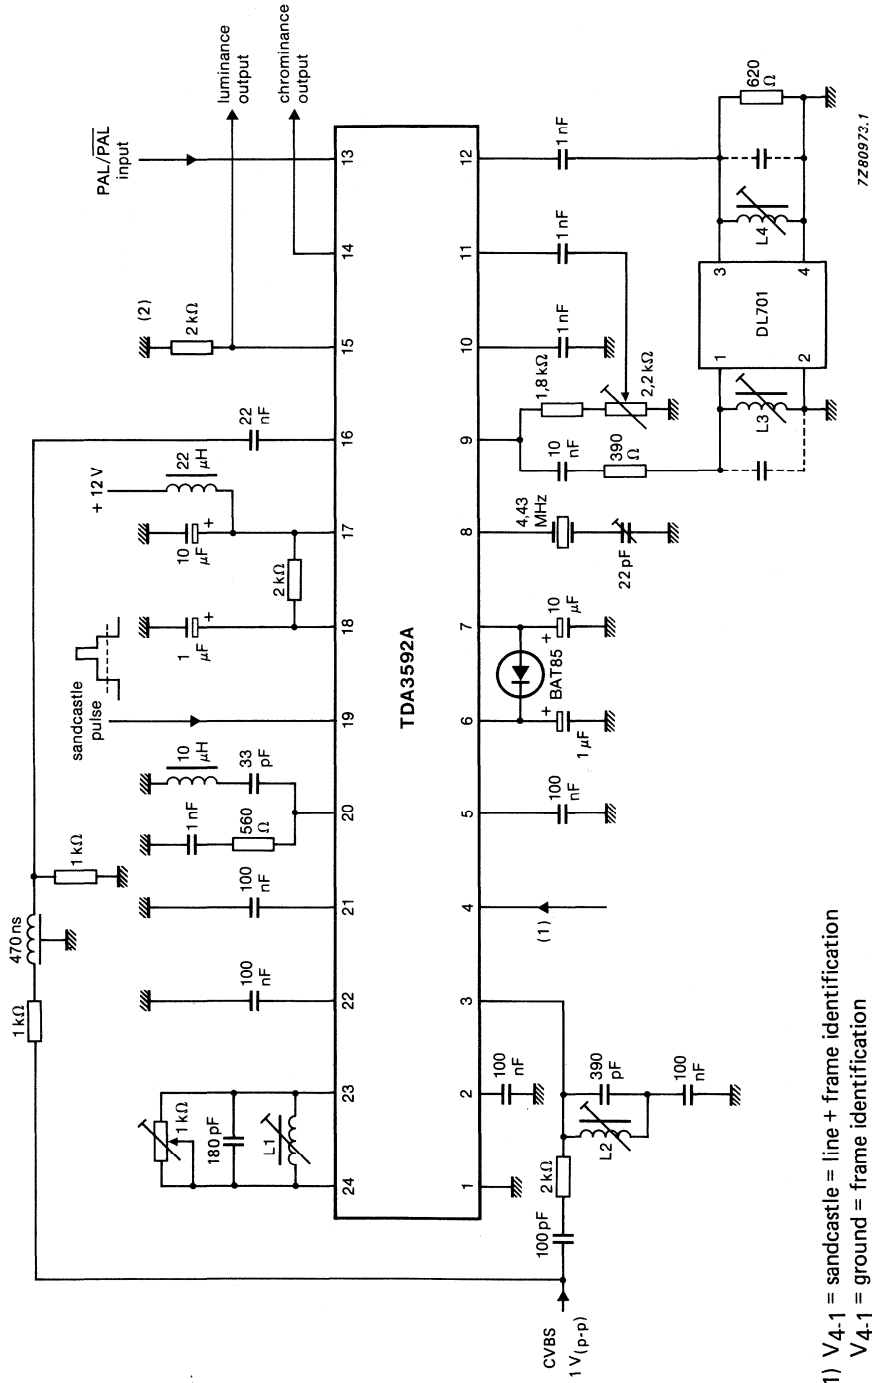 CVBS
1 V(p-p)
1 kΩ
470 ns
1 kΩ
1 kΩ
180 pF
L1
100
nF
100
nF
1 nF
560
Ω
10
μH
33
pF
sandcastle
pulse
1
μF
+
2 kΩ
10
μF
+
+ 12 V
22
μH
22
nF
2 kΩ
(2)
luminance
output
chrominance
output
PAL/P̅A̅L̅
input
24
23
22
21
20
19
18
17
16
15
14
13
TDA3592A
1
2
3
4
5
6
7
8
9
10
11
12
100 pF
2 kΩ
L2
100
nF
390
pF
100
nF
(1)
100
nF
+
1 μF
BAT85
+
10
μF
4,43
MHz
22 pF
10
nF
390
Ω
1,8 kΩ
2,2 kΩ
1 nF
1 nF
1 nF
L3
1
2
DL701
3
4
L4
620
Ω
7Z80973.1
1) V4-1 = sandcastle = line + frame identification
V4-1 = ground = frame identification